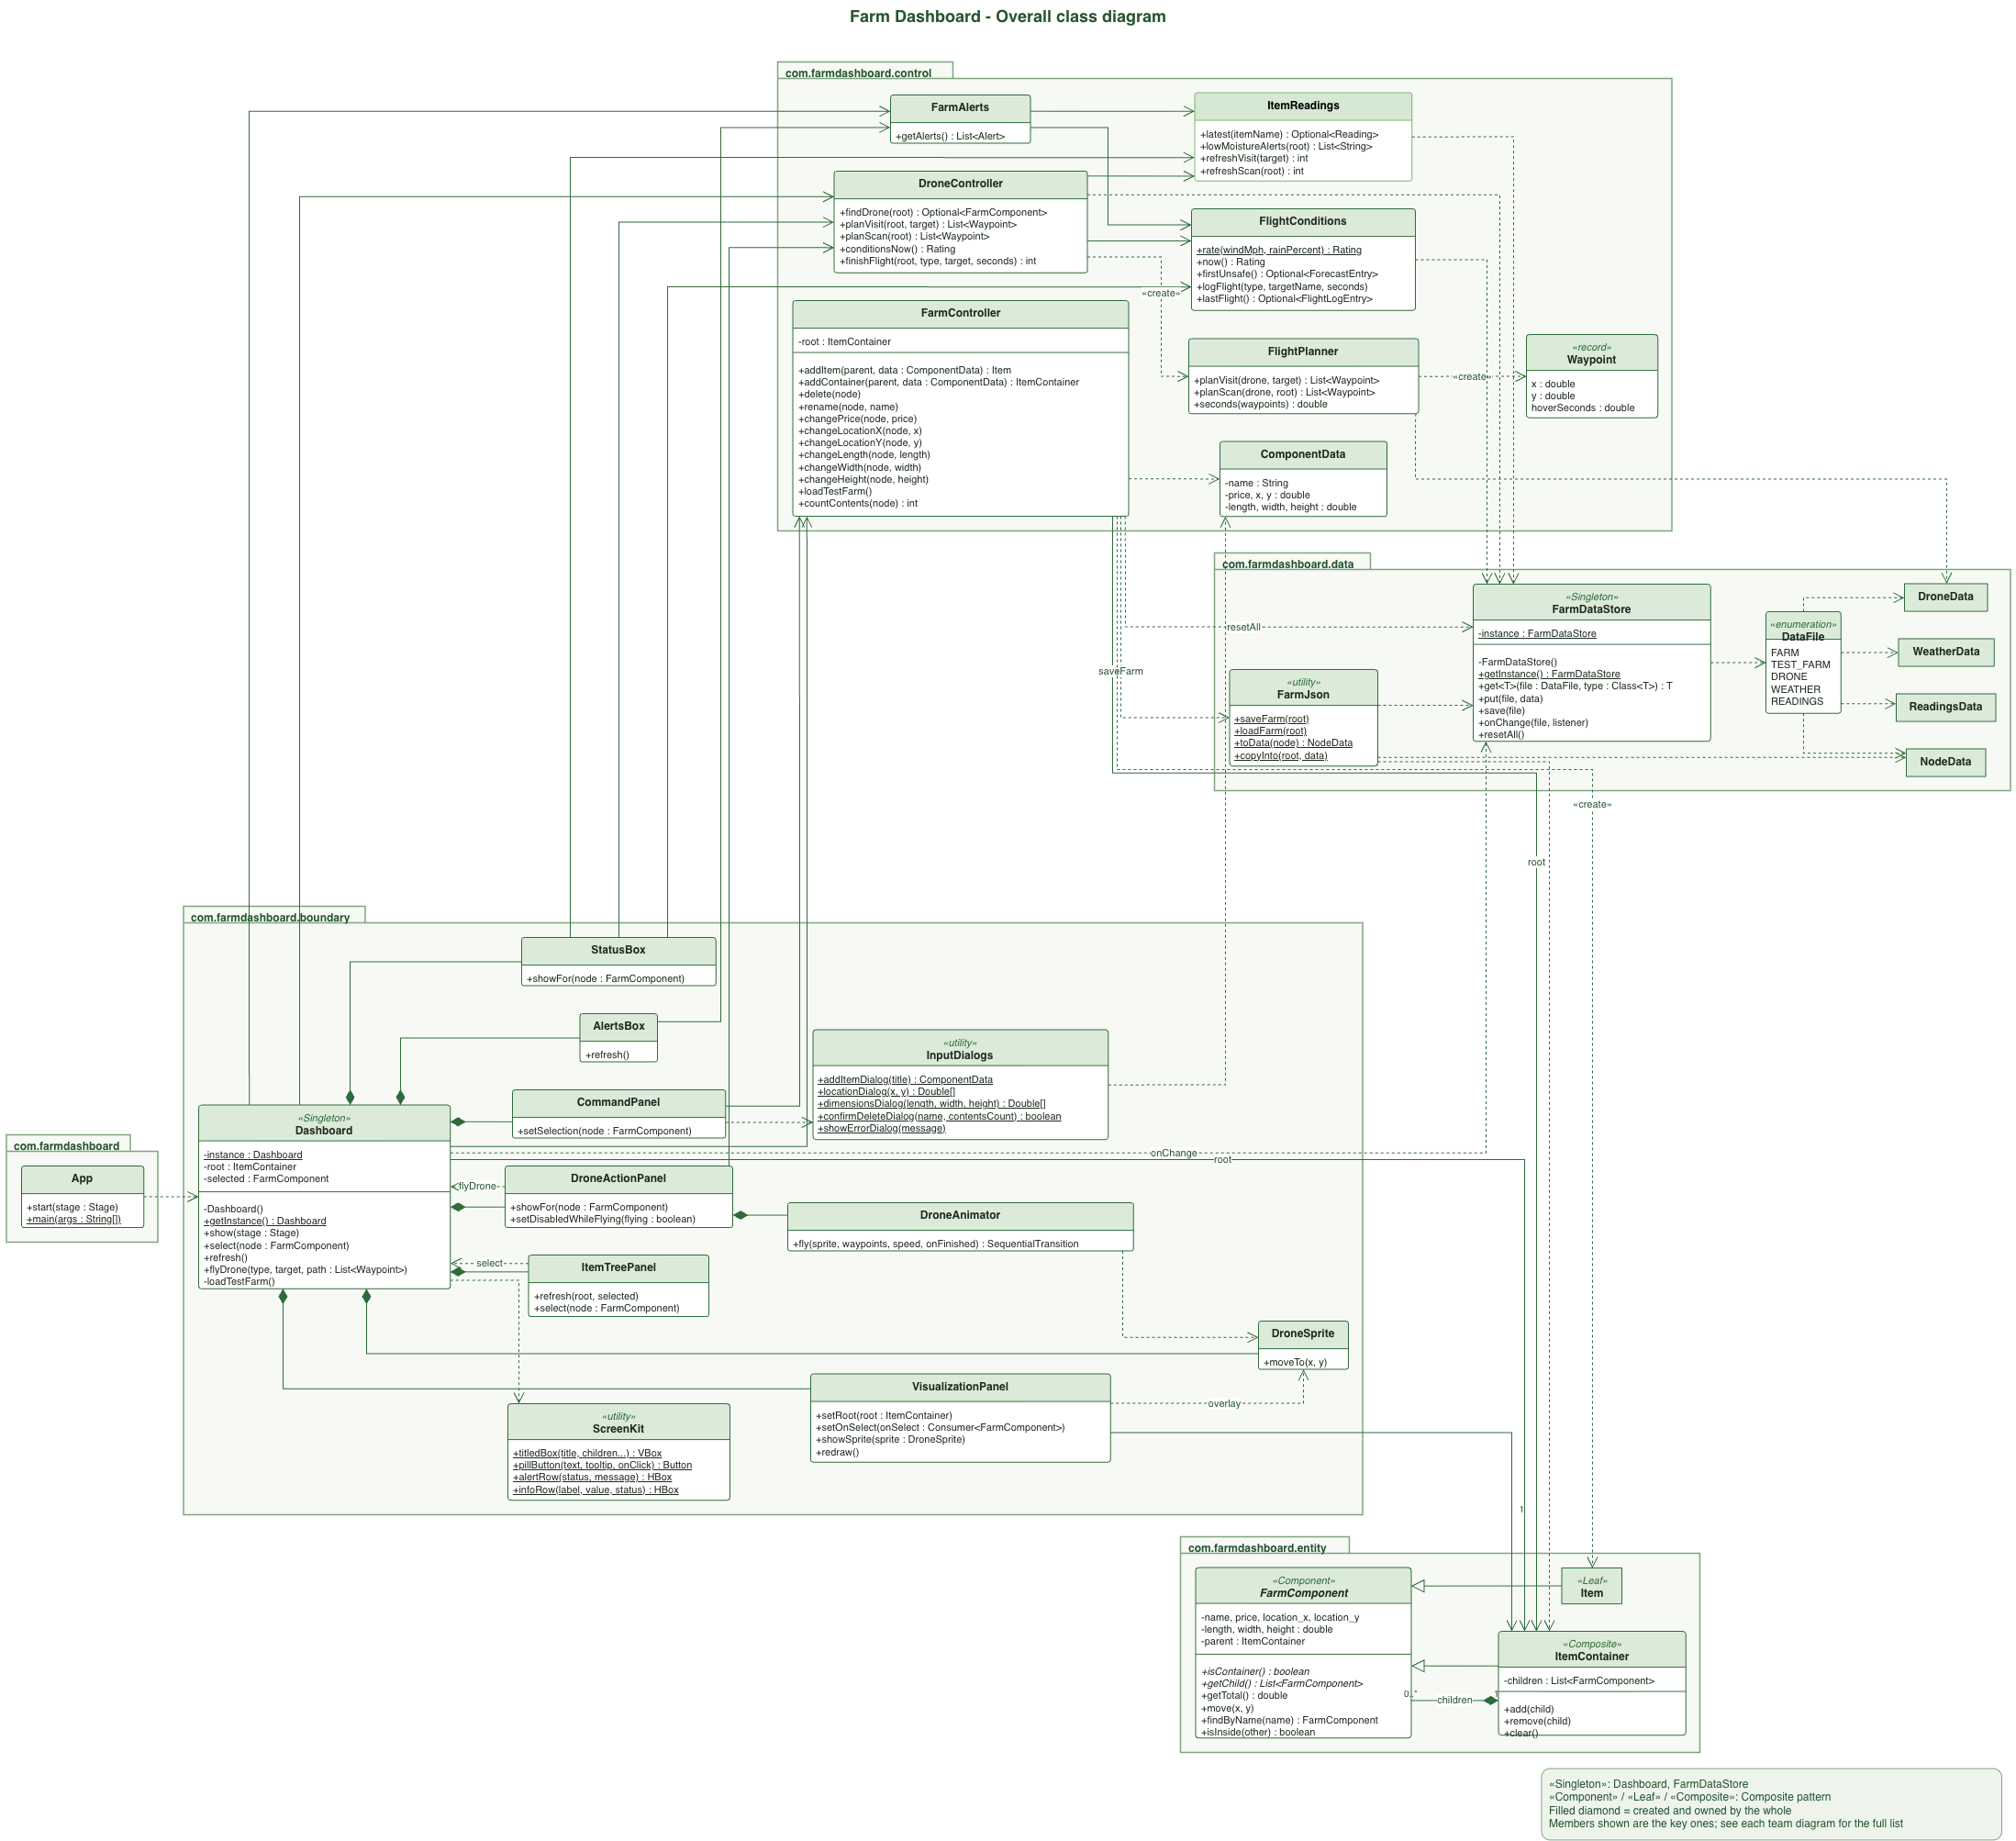 Farm Dashboard - Overall class diagram
com.farmdashboard.control
FarmAlerts
+getAlerts() : List<Alert>
ItemReadings
+latest(itemName) : Optional<Reading>
+lowMoistureAlerts(root) : List<String>
+refreshVisit(target) : int
+refreshScan(root) : int
DroneController
+findDrone(root) : Optional<FarmComponent>
+planVisit(root, target) : List<Waypoint>
+planScan(root) : List<Waypoint>
+conditionsNow() : Rating
+finishFlight(root, type, target, seconds) : int
FlightConditions
+rate(windMph, rainPercent) : Rating
+now() : Rating
+firstUnsafe() : Optional<ForecastEntry>
+logFlight(type, targetName, seconds)
+lastFlight() : Optional<FlightLogEntry>
«create»
FarmController
-root : ItemContainer
+addItem(parent, data : ComponentData) : Item
+addContainer(parent, data : ComponentData) : ItemContainer
+delete(node)
+rename(node, name)
+changePrice(node, price)
+changeLocationX(node, x)
+changeLocationY(node, y)
+changeLength(node, length)
+changeWidth(node, width)
+changeHeight(node, height)
+loadTestFarm()
+countContents(node) : int
FlightPlanner
+planVisit(drone, target) : List<Waypoint>
+planScan(drone, root) : List<Waypoint>
+seconds(waypoints) : double
«create»
«record»
Waypoint
x : double
y : double
hoverSeconds : double
ComponentData
-name : String
-price, x, y : double
-length, width, height : double
com.farmdashboard.data
«Singleton»
FarmDataStore
-instance : FarmDataStore
-FarmDataStore()
+getInstance() : FarmDataStore
+get<T>(file : DataFile, type : Class<T>) : T
+put(file, data)
+save(file)
+onChange(file, listener)
+resetAll()
«enumeration»
DataFile
FARM
TEST_FARM
DRONE
WEATHER
READINGS
DroneData
WeatherData
ReadingsData
NodeData
resetAll
saveFarm
«utility»
FarmJson
+saveFarm(root)
+loadFarm(root)
+toData(node) : NodeData
+copyInto(root, data)
«create»
root
com.farmdashboard.boundary
StatusBox
+showFor(node : FarmComponent)
AlertsBox
+refresh()
«utility»
InputDialogs
+addItemDialog(title) : ComponentData
+locationDialog(x, y) : Double[]
+dimensionsDialog(length, width, height) : Double[]
+confirmDeleteDialog(name, contentsCount) : boolean
+showErrorDialog(message)
CommandPanel
+setSelection(node : FarmComponent)
com.farmdashboard
App
+start(stage : Stage)
+main(args : String[])
«Singleton»
Dashboard
-instance : Dashboard
-root : ItemContainer
-selected : FarmComponent
-Dashboard()
+getInstance() : Dashboard
+show(stage : Stage)
+select(node : FarmComponent)
+refresh()
+flyDrone(type, target, path : List<Waypoint>)
-loadTestFarm()
onChange
root
flyDrone
DroneActionPanel
+showFor(node : FarmComponent)
+setDisabledWhileFlying(flying : boolean)
DroneAnimator
+fly(sprite, waypoints, speed, onFinished) : SequentialTransition
select
ItemTreePanel
+refresh(root, selected)
+select(node : FarmComponent)
DroneSprite
+moveTo(x, y)
VisualizationPanel
+setRoot(root : ItemContainer)
+setOnSelect(onSelect : Consumer<FarmComponent>)
+showSprite(sprite : DroneSprite)
+redraw()
overlay
«utility»
ScreenKit
+titledBox(title, children...) : VBox
+pillButton(text, tooltip, onClick) : Button
+alertRow(status, message) : HBox
+infoRow(label, value, status) : HBox
1
com.farmdashboard.entity
«Component»
FarmComponent
-name, price, location_x, location_y
-length, width, height : double
-parent : ItemContainer
+isContainer() : boolean
+getChild() : List<FarmComponent>
+getTotal() : double
+move(x, y)
+findByName(name) : FarmComponent
+isInside(other) : boolean
«Leaf»
Item
«Composite»
ItemContainer
-children : List<FarmComponent>
+add(child)
+remove(child)
+clear()
0..*
children
1
«Singleton»: Dashboard, FarmDataStore
«Component» / «Leaf» / «Composite»: Composite pattern
Filled diamond = created and owned by the whole
Members shown are the key ones; see each team diagram for the full list